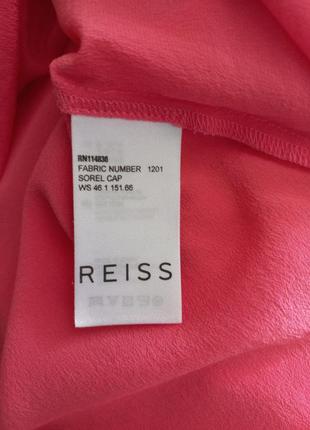 RN114836
FABRIC NUMBER 1201
SOREL CAP
WS 46 1 151.66
REISS